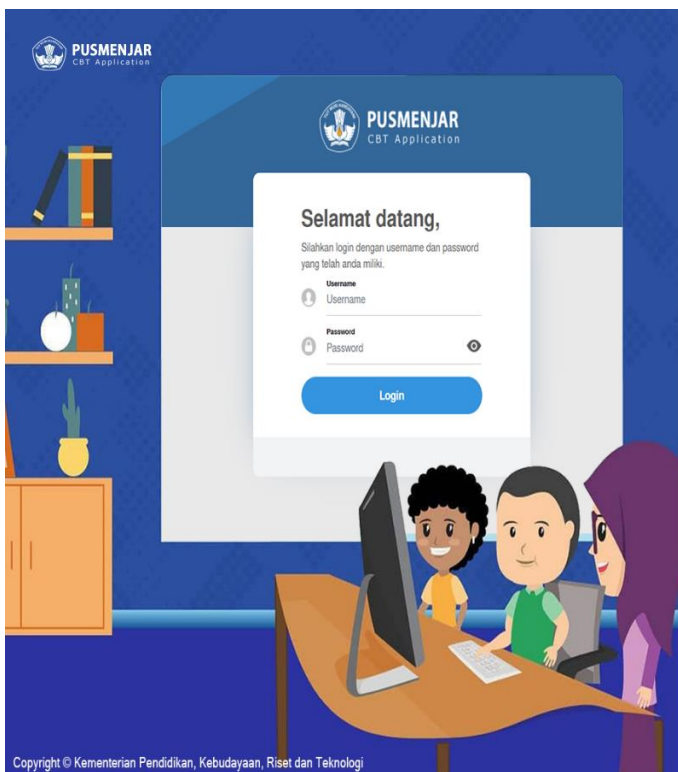 PUSMENJAR
CBT Application
PUSMENJAR
CBT Application
Selamat datang,
Silahkan login dengan username dan password
yang telah anda miliki.
Username
Username
Password
Password
Login
Copyright © Kementerian Pendidikan, Kebudayaan, Riset dan Teknologi